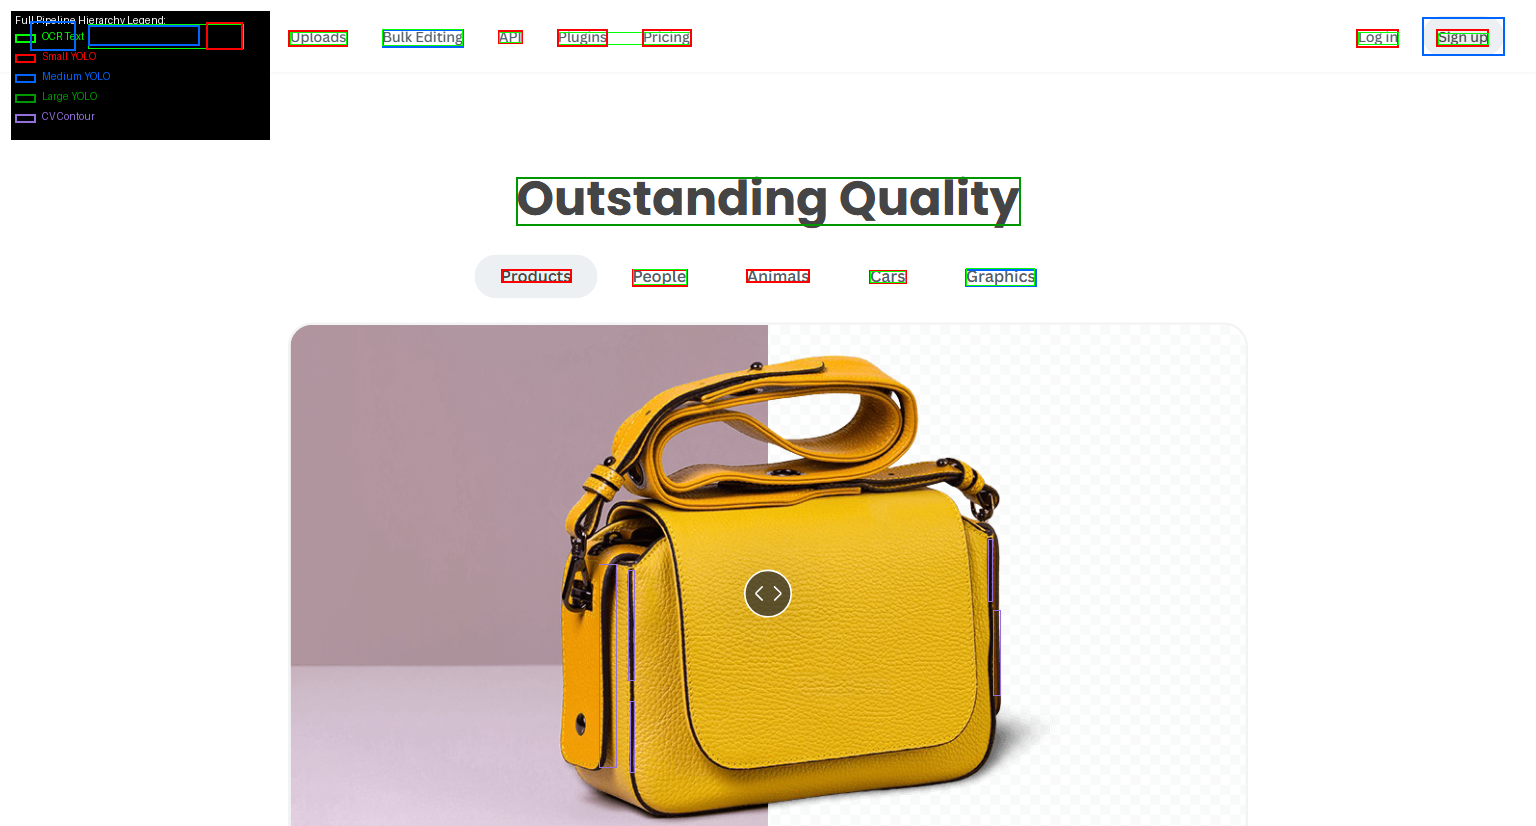 Full Pipeline Hierarchy Legend:
OCR Text
Small YOLO
Medium YOLO
Large YOLO
CV Contour
Uploads Bulk Editing API Plugins Pricing Log in Sign up
Outstanding Quality
Products People Animals Cars Graphics